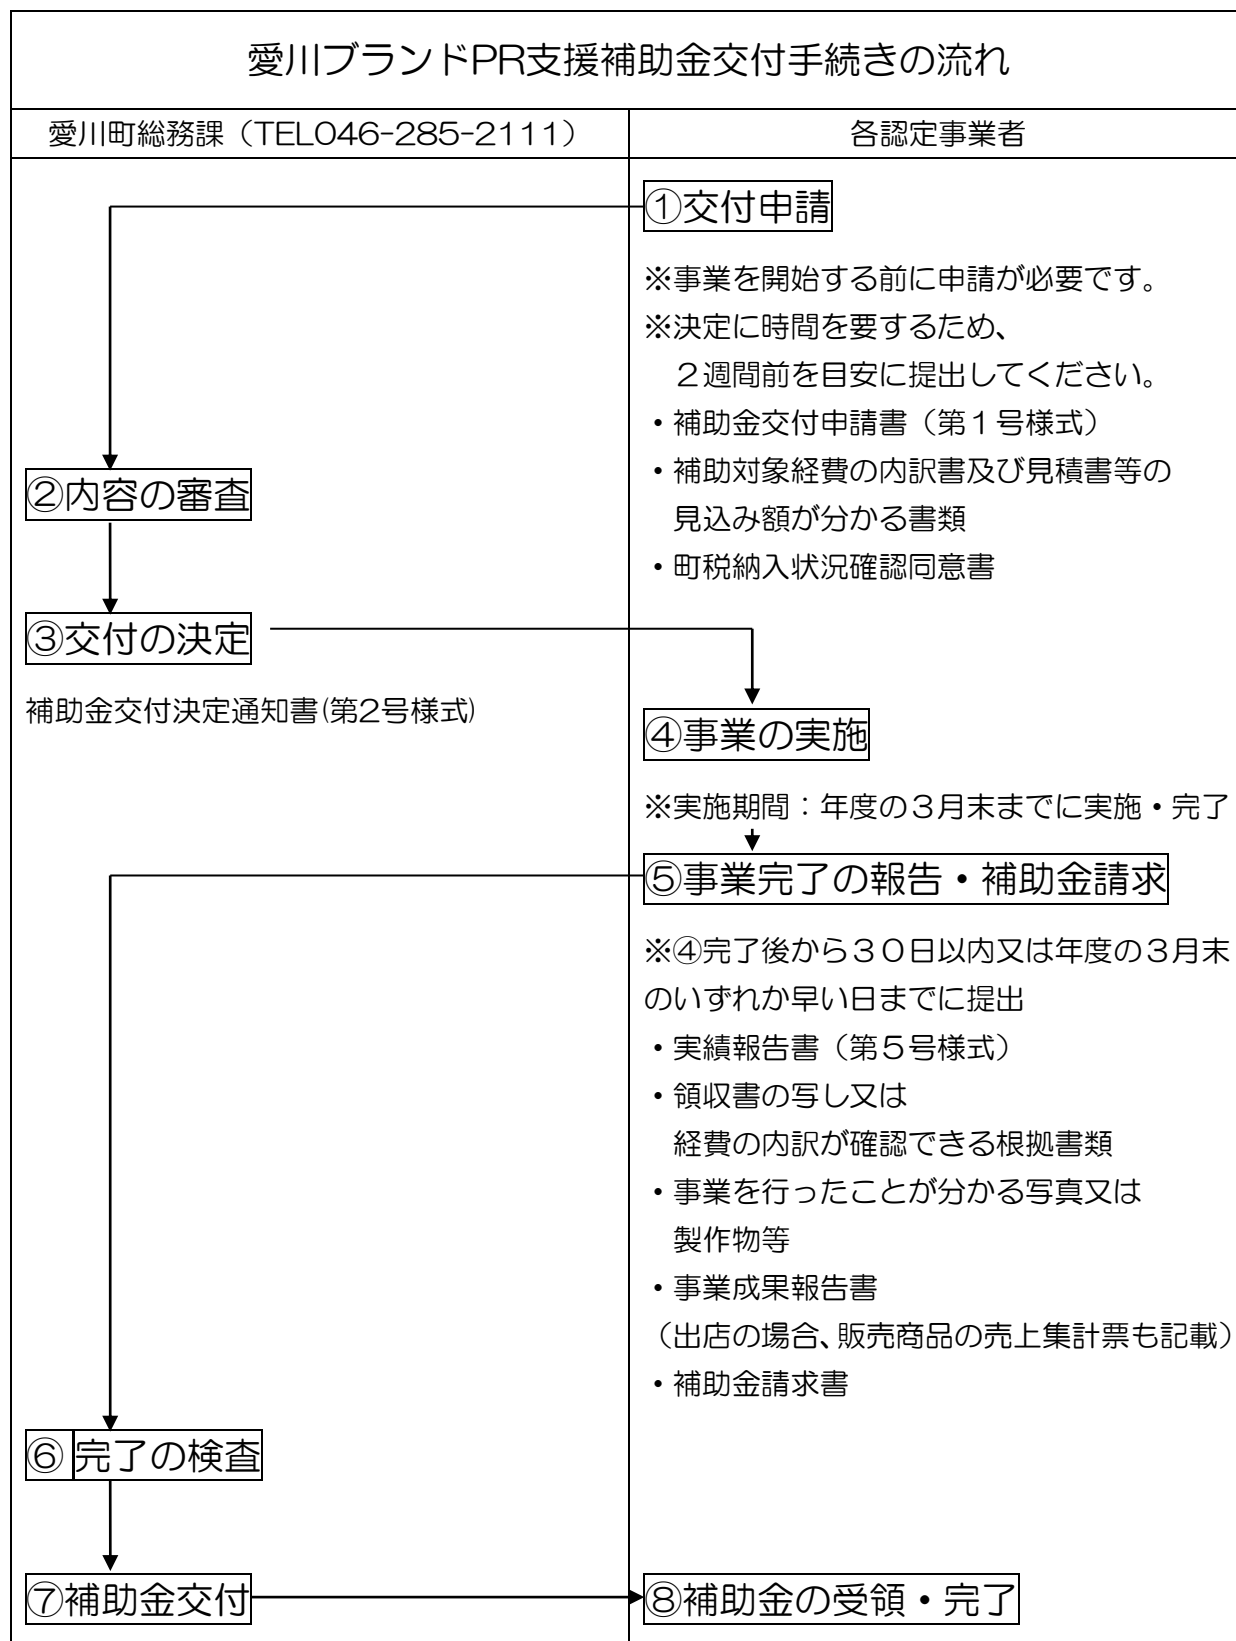 愛川ブランドPR支援補助金交付手続きの流れ
愛川町総務課（TEL046-285-2111）
各認定事業者
①交付申請
※事業を開始する前に申請が必要です。
※決定に時間を要するため、
２週間前を目安に提出してください。
・補助金交付申請書（第１号様式）
・補助対象経費の内訳書及び見積書等の
見込み額が分かる書類
・町税納入状況確認同意書
②内容の審査
③交付の決定
補助金交付決定通知書(第2号様式)
④事業の実施
※実施期間：年度の３月末までに実施・完了
⑤事業完了の報告・補助金請求
※④完了後から３０日以内又は年度の３月末
のいずれか早い日までに提出
・実績報告書（第５号様式）
・領収書の写し又は
経費の内訳が確認できる根拠書類
・事業を行ったことが分かる写真又は
製作物等
・事業成果報告書
（出店の場合、販売商品の売上集計票も記載）
・補助金請求書
⑥完了の検査
⑦補助金交付
⑧補助金の受領・完了